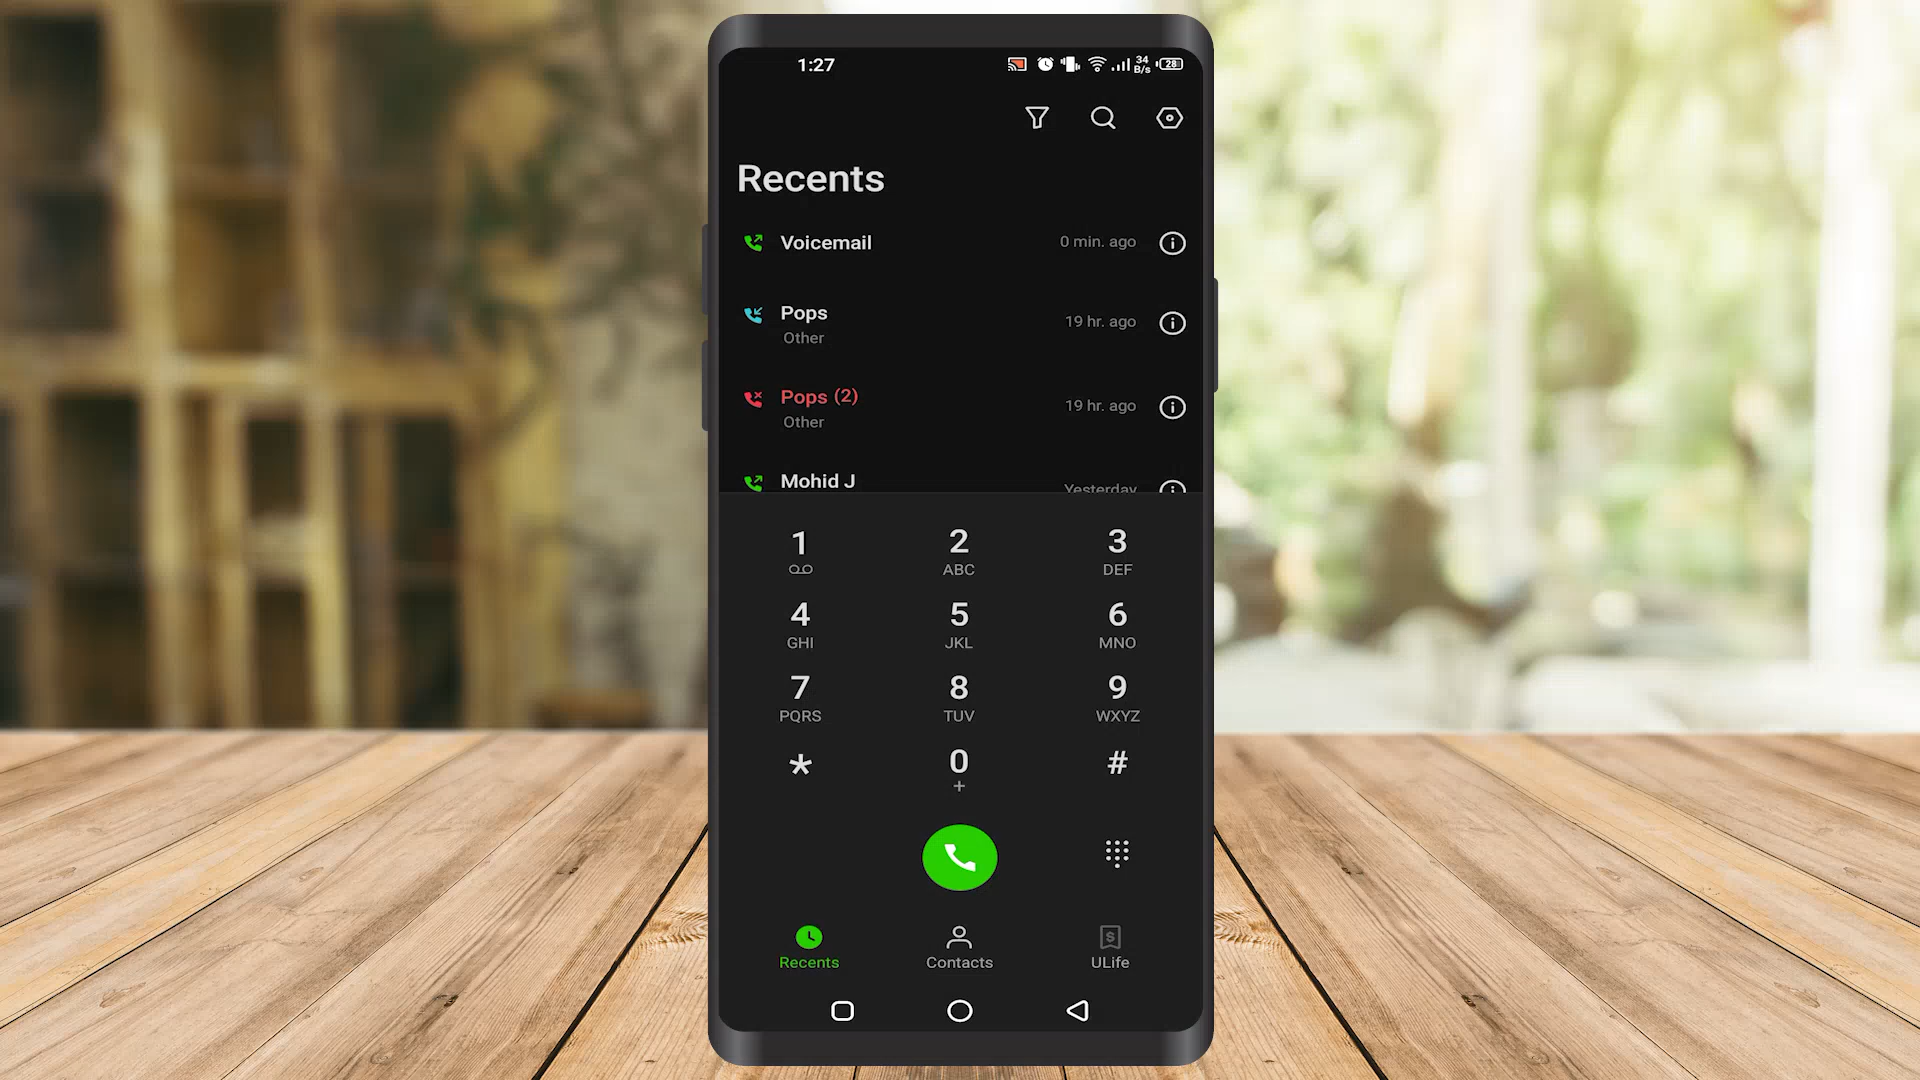 1:27
34
B/s
28
Recents
Voicemail
0 min. ago
Pops
Other
19 hr. ago
Pops (2)
Other
19 hr. ago
Mohid J
Yesterday
1
2
ABC
3
DEF
4
GHI
5
JKL
6
MNO
7
PQRS
8
TUV
9
WXYZ
*
0
+
#
Recents
Contacts
ULife